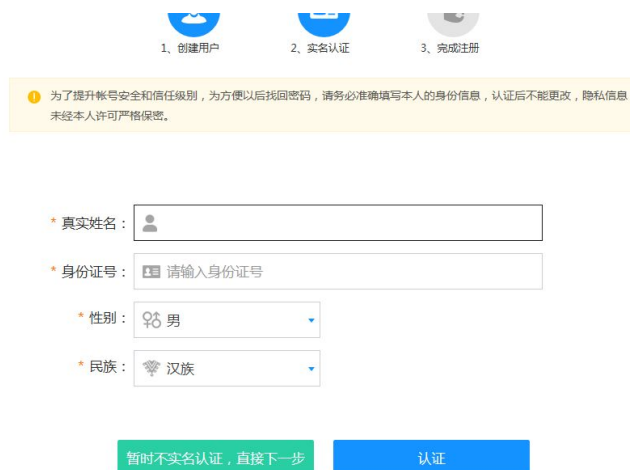 1、创建用户 2、实名认证 3、完成注册
为了提升帐号安全和信任级别，为方便以后找回密码，请务必准确填写本人的身份信息，认证后不能更改，隐私信息
未经本人许可严格保密。
* 真实姓名：
* 身份证号： 请输入身份证号
* 性别： 男
* 民族： 汉族
暂时不实名认证，直接下一步 认证